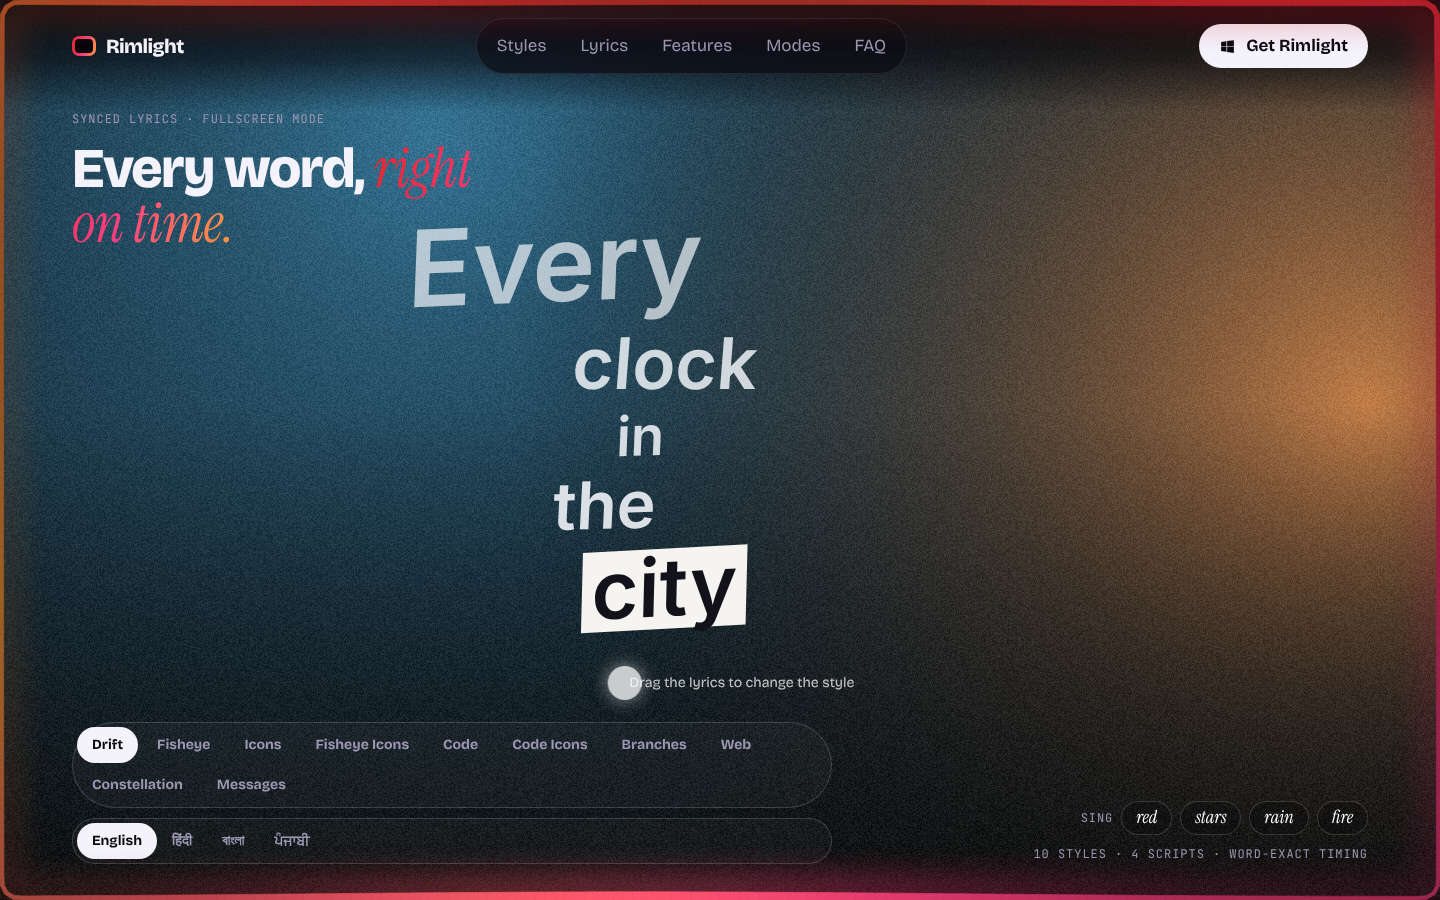 Rimlight
Styles Lyrics Features Modes FAQ
Get Rimlight
SYNCED LYRICS · FULLSCREEN MODE
Every word, right
on time.
Every
clock
in
the
city
Drag the lyrics to change the style
Drift Fisheye Icons Fisheye Icons Code Code Icons Branches Web
Constellation Messages
English हिंदी বাংলা ਪੰਜਾਬੀ
SING red stars rain fire
10 STYLES · 4 SCRIPTS · WORD-EXACT TIMING